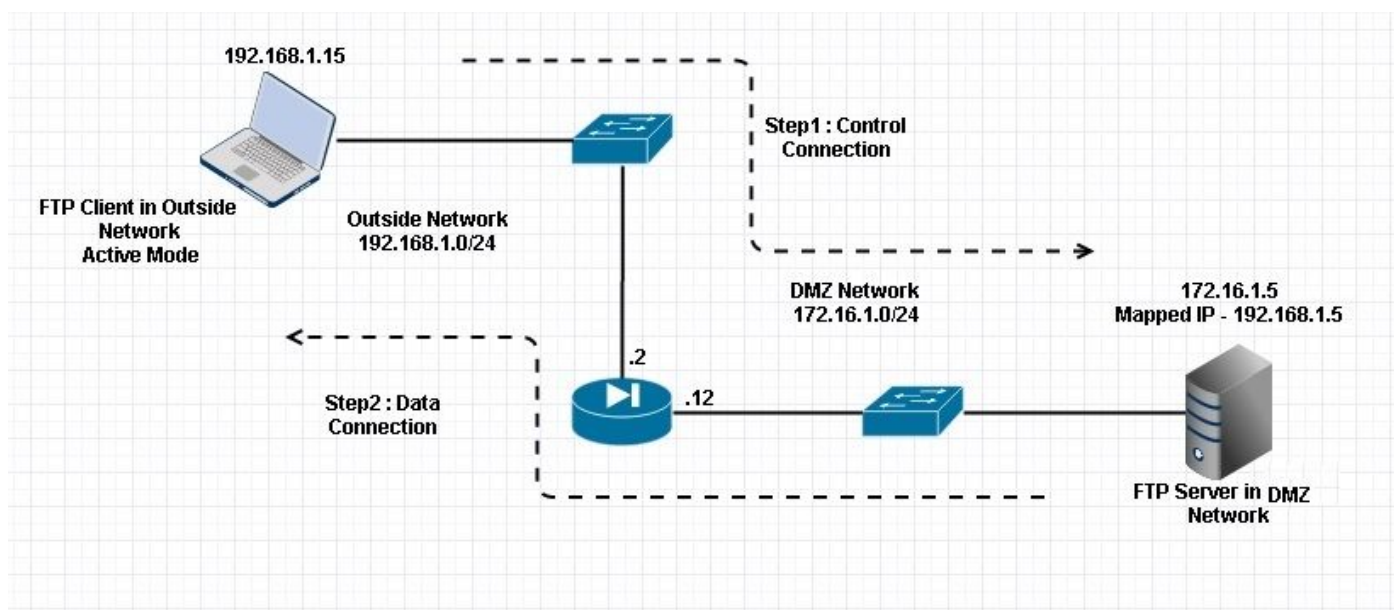 192.168.1.15
FTP Client in Outside
Network
Active Mode
Outside Network
192.168.1.0/24
Step1 : Control
Connection
DMZ Network
172.16.1.0/24
172.16.1.5
Mapped IP - 192.168.1.5
.2
.12
Step2 : Data
Connection
FTP Server in DMZ
Network